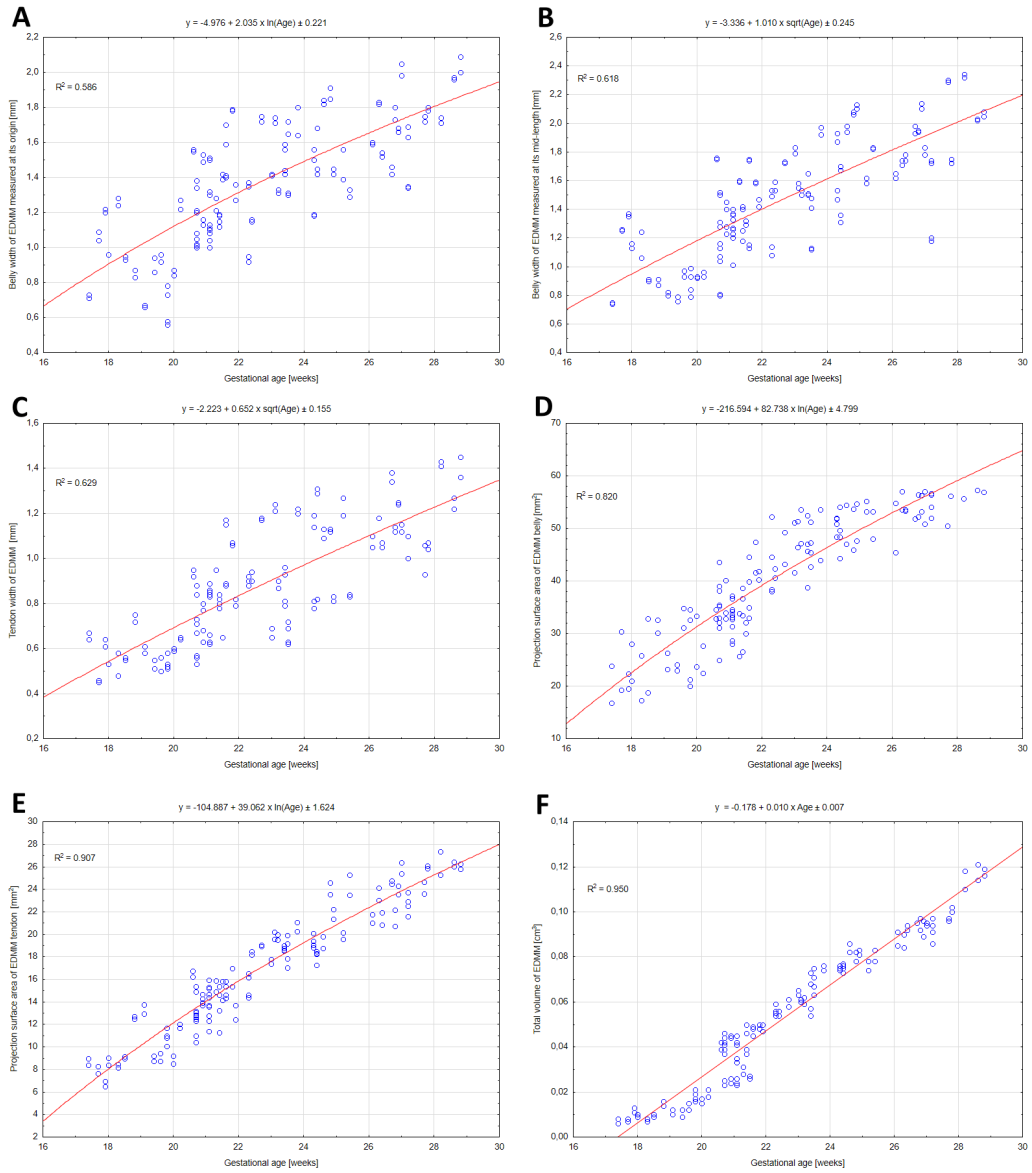 A
y = -4.976 + 2.035 x ln(Age) ± 0.221
R² = 0.586
Belly width of EDMM measured at its origin [mm]
2,2
2,0
1,8
1,6
1,4
1,2
1,0
0,8
0,6
0,4
16 18 20 22 24 26 28 30
Gestational age [weeks]
B
y = -3.336 + 1.010 x sqrt(Age) ± 0.245
R² = 0.618
Belly width of EDMM measured at its mid-length [mm]
2,6
2,4
2,2
2,0
1,8
1,6
1,4
1,2
1,0
0,8
0,6
0,4
16 18 20 22 24 26 28 30
Gestational age [weeks]
C
y = -2.223 + 0.652 x sqrt(Age) ± 0.155
R² = 0.629
Tendon width of EDMM [mm]
1,6
1,4
1,2
1,0
0,8
0,6
0,4
0,2
16 18 20 22 24 26 28 30
Gestational age [weeks]
D
y = -216.594 + 82.738 x ln(Age) ± 4.799
R² = 0.820
Projection surface area of EDMM belly [mm²]
70
60
50
40
30
20
10
16 18 20 22 24 26 28 30
Gestational age [weeks]
E
y = -104.887 + 39.062 x ln(Age) ± 1.624
R² = 0.907
Projection surface area of EDMM tendon [mm²]
30
28
26
24
22
20
18
16
14
12
10
8
6
4
2
16 18 20 22 24 26 28 30
Gestational age [weeks]
F
y = -0.178 + 0.010 x Age ± 0.007
R² = 0.950
Total volume of EDMM [cm³]
0,14
0,12
0,10
0,08
0,06
0,04
0,02
0,00
16 18 20 22 24 26 28 30
Gestational age [weeks]